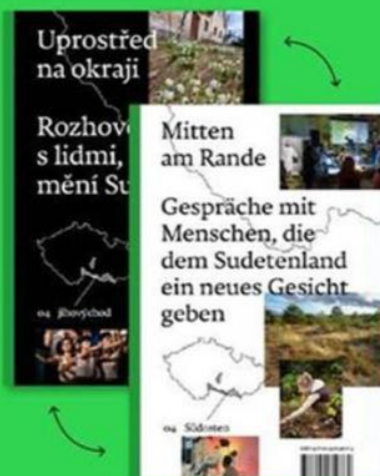 Uprostřed
na okraji
Rozhov
s lidmi,
mění Su
04 Jihovýchod
Mitten
am Rande
Gespräche mit
Menschen, die
dem Sudetenland
ein neues Gesicht
geben
04 Südosten